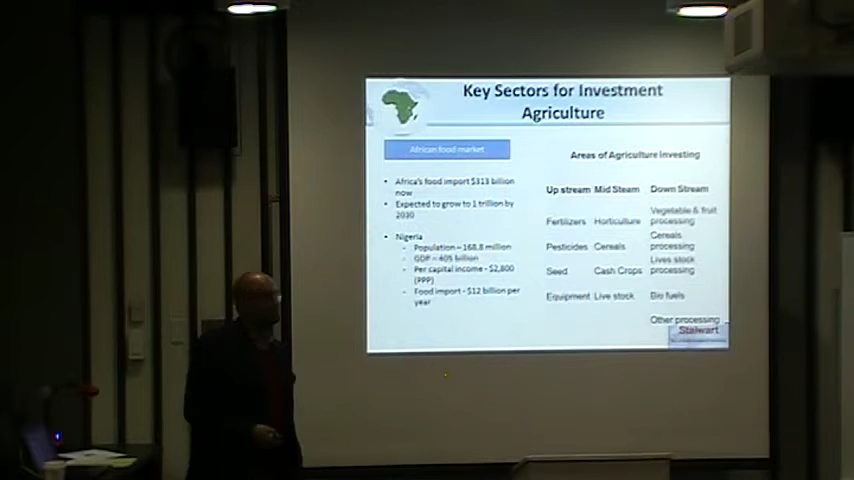 Key Sectors for Investment
Agriculture
African food market
• Africa's food import $313 billion
now
• Expected to grow to 1 trillion by
2030
• Nigeria
- Population – 168.8 million
- GDP – 405 billion
- Per capital income - $2,800
(PPP)
- Food import - $12 billion per
year
Areas of Agriculture Investing
Up stream Mid Steam Down Stream
Fertilizers Horticulture Vegetable & fruit
processing
Pesticides Cereals Cereals
processing
Seed Cash Crops Lives stock
processing
Equipment Live stock Bio fuels
Other processing
Stalwart